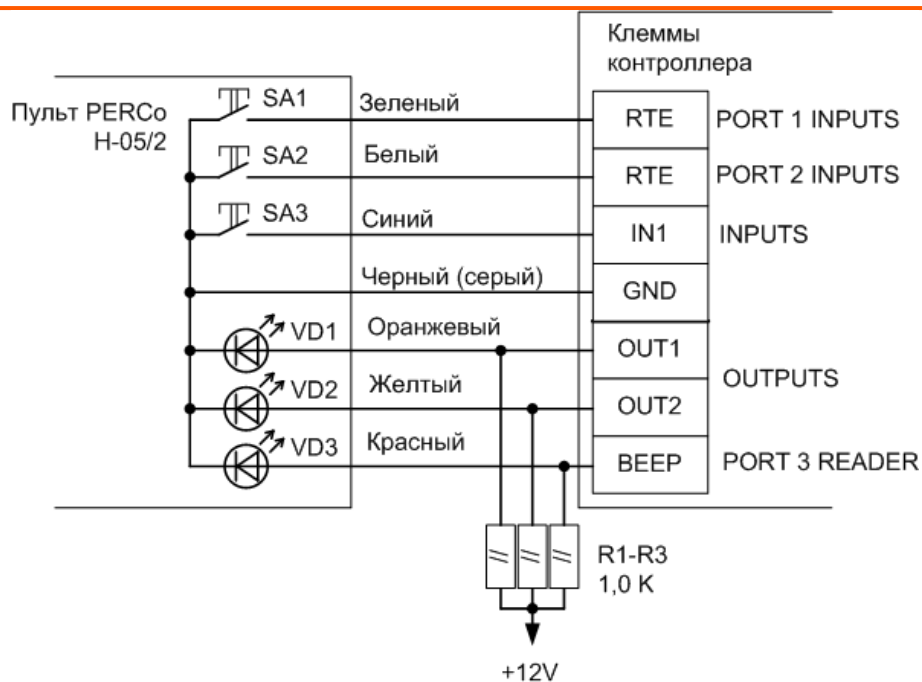 Клеммы
контроллера
Пульт PERCo
H-05/2
SA1
Зеленый
RTE
PORT 1 INPUTS
SA2
Белый
RTE
PORT 2 INPUTS
SA3
Синий
IN1
INPUTS
Черный (серый)
GND
VD1
Оранжевый
OUT1
OUTPUTS
VD2
Желтый
OUT2
VD3
Красный
BEEP
PORT 3 READER
R1-R3
1,0 K
+12V